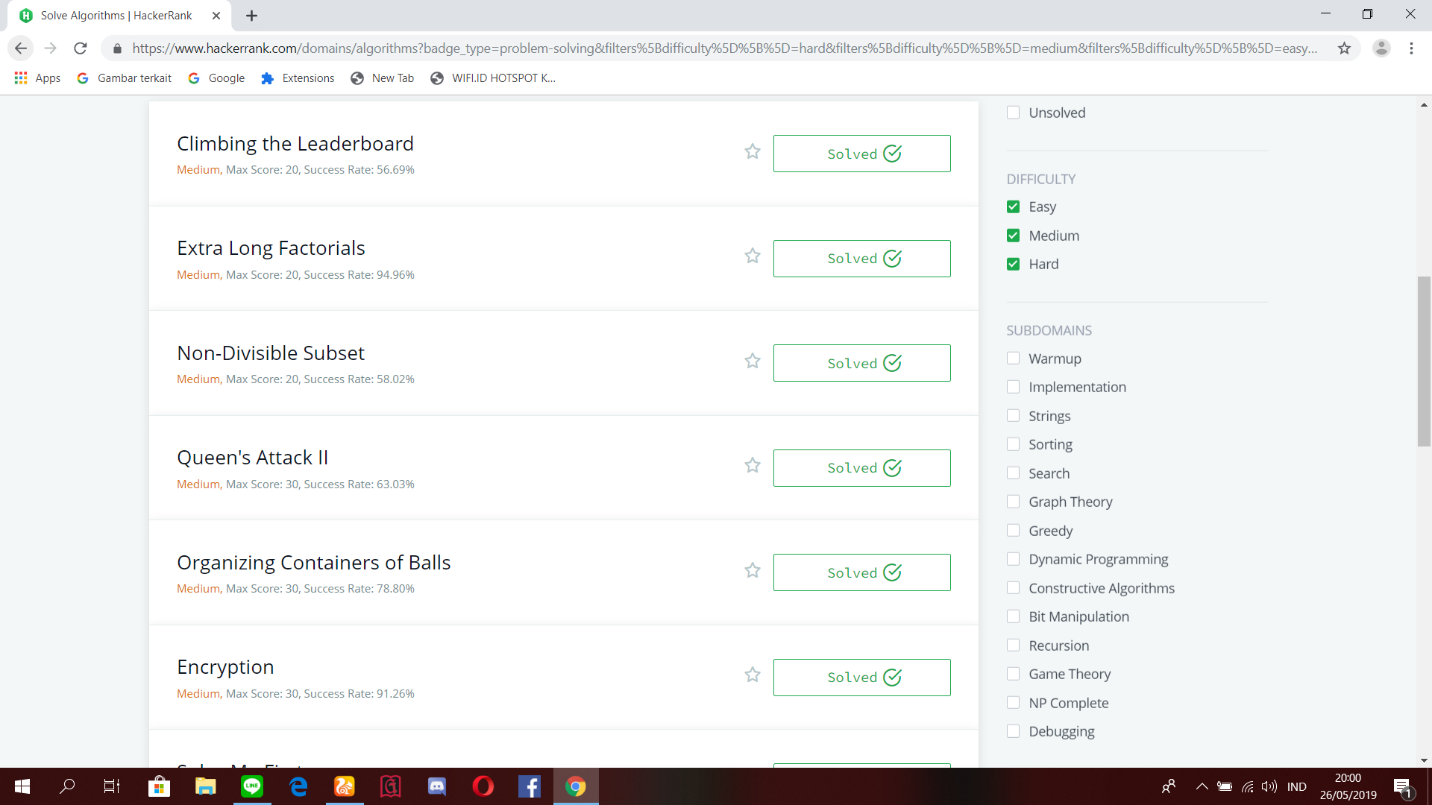 Solve Algorithms | HackerRank
https://www.hackerrank.com/domains/algorithms?badge_type=problem-solving&filters%5Bdifficulty%5D%5B%5D=hard&filters%5Bdifficulty%5D%5B%5D=medium&filters%5Bdifficulty%5D%5B%5D=easy...
Apps Gambar terkait Google Extensions New Tab WIFI.ID HOTSPOT K...
Climbing the Leaderboard
Medium, Max Score: 20, Success Rate: 56.69%
Solved
Extra Long Factorials
Medium, Max Score: 20, Success Rate: 94.96%
Solved
Non-Divisible Subset
Medium, Max Score: 20, Success Rate: 58.02%
Solved
Queen's Attack II
Medium, Max Score: 30, Success Rate: 63.03%
Solved
Organizing Containers of Balls
Medium, Max Score: 30, Success Rate: 78.80%
Solved
Encryption
Medium, Max Score: 30, Success Rate: 91.26%
Solved
Unsolved
DIFFICULTY
Easy
Medium
Hard
SUBDOMAINS
Warmup
Implementation
Strings
Sorting
Search
Graph Theory
Greedy
Dynamic Programming
Constructive Algorithms
Bit Manipulation
Recursion
Game Theory
NP Complete
Debugging
LINE
IND
20:00
26/05/2019
1